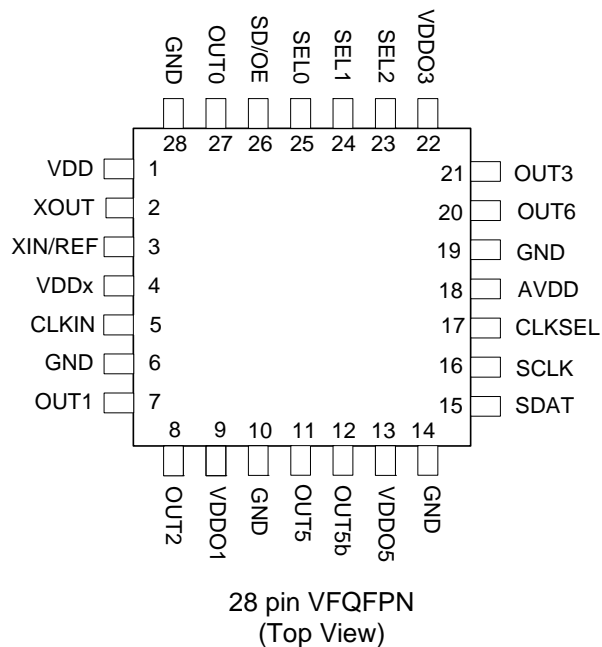 GND
OUT0
SD/OE
SEL0
SEL1
SEL2
VDDO3
28
27
26
25
24
23
22
VDD
1
XOUT
2
XIN/REF
3
VDDx
4
CLKIN
5
GND
6
OUT1
7
21
OUT3
20
OUT6
19
GND
18
AVDD
17
CLKSEL
16
SCLK
15
SDAT
8
9
10
11
12
13
14
OUT2
VDDO1
GND
OUT5
OUT5b
VDDO5
GND
28 pin VFQFPN
(Top View)